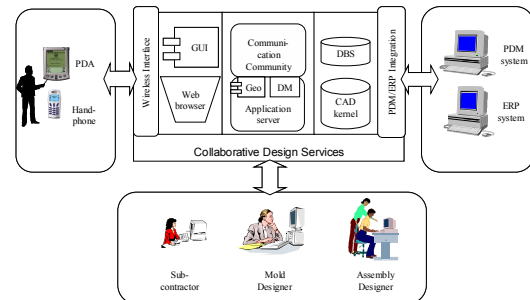 PDA
Hand-
phone
Wireless Interface
GUI
Web
browser
Communi-
cation
Community
Geo
DM
Application
server
DBS
CAD
kernel
PDM/ERP Integration
PDM
system
ERP
system
Collaborative Design Services
Sub-
contractor
Mold
Designer
Assembly
Designer